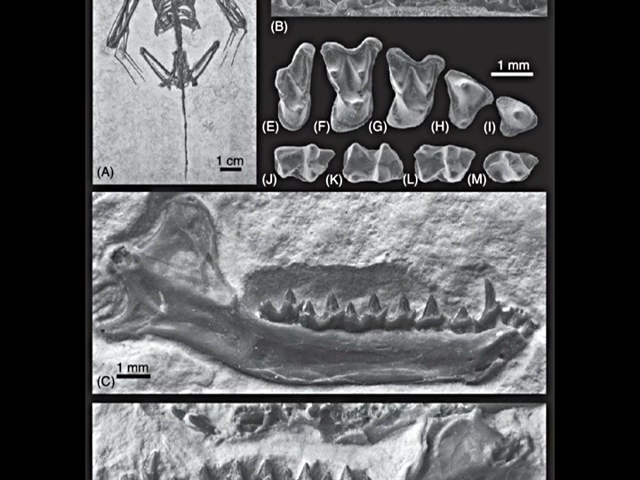 (B)
1 mm
(E) (F) (G) (H) (I)
1 cm
(A)
(J) (K) (L) (M)
1 mm
(C)